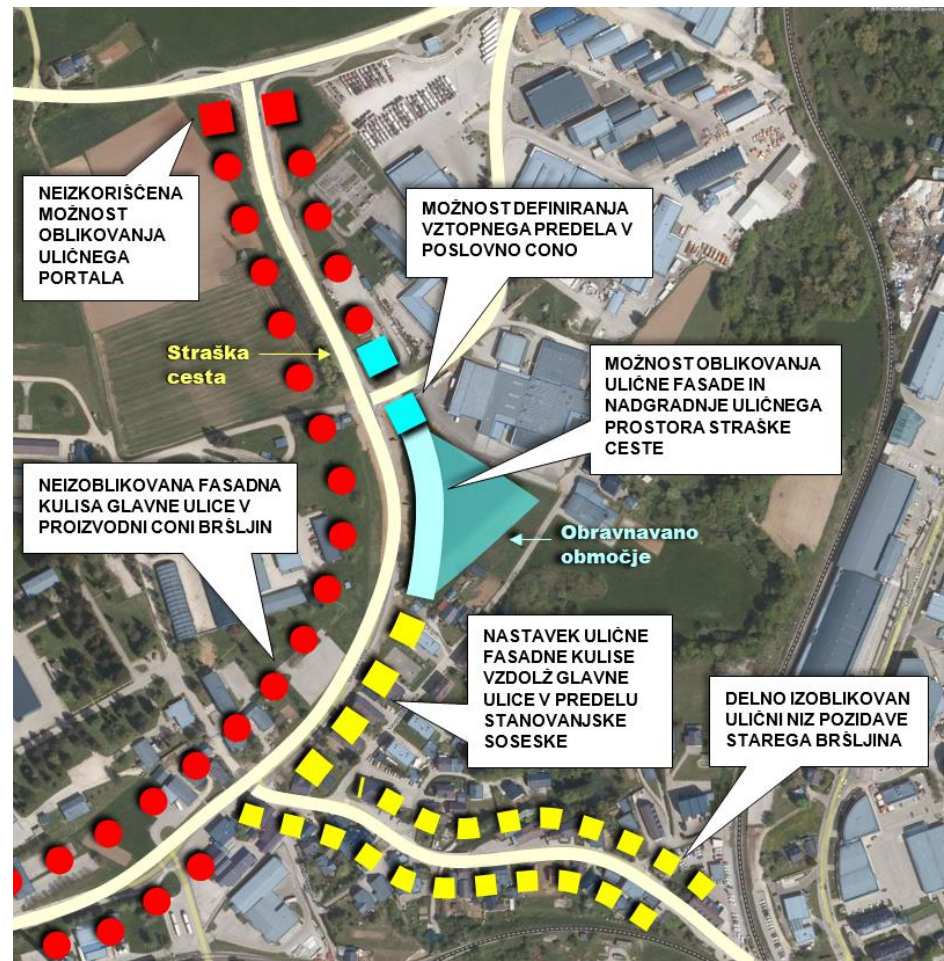 NEIZKORIŠČENA
MOŽNOST
OBLIKOVANJA
ULIČNEGA
PORTALA
MOŽNOST DEFINIRANJA
VZTOPNEGA PREDELA V
POSLOVNO CONO
Straška
cesta
MOŽNOST OBLIKOVANJA
ULIČNE FASADE IN
NADGRADNJE ULIČNEGA
PROSTORA STRAŠKE
CESTE
NEIZOBLIKOVANA FASADNA
KULISA GLAVNE ULICE V
PROIZVODNI CONI BRŠLJIN
Obravnavano
območje
NASTAVEK ULIČNE
FASADNE KULISE
VZDOLŽ GLAVNE
ULICE V PREDELU
STANOVANJSKE
SOSESKE
DELNO IZOBLIKOVAN
ULIČNI NIZ POZIDAVE
STAREGA BRŠLJINA